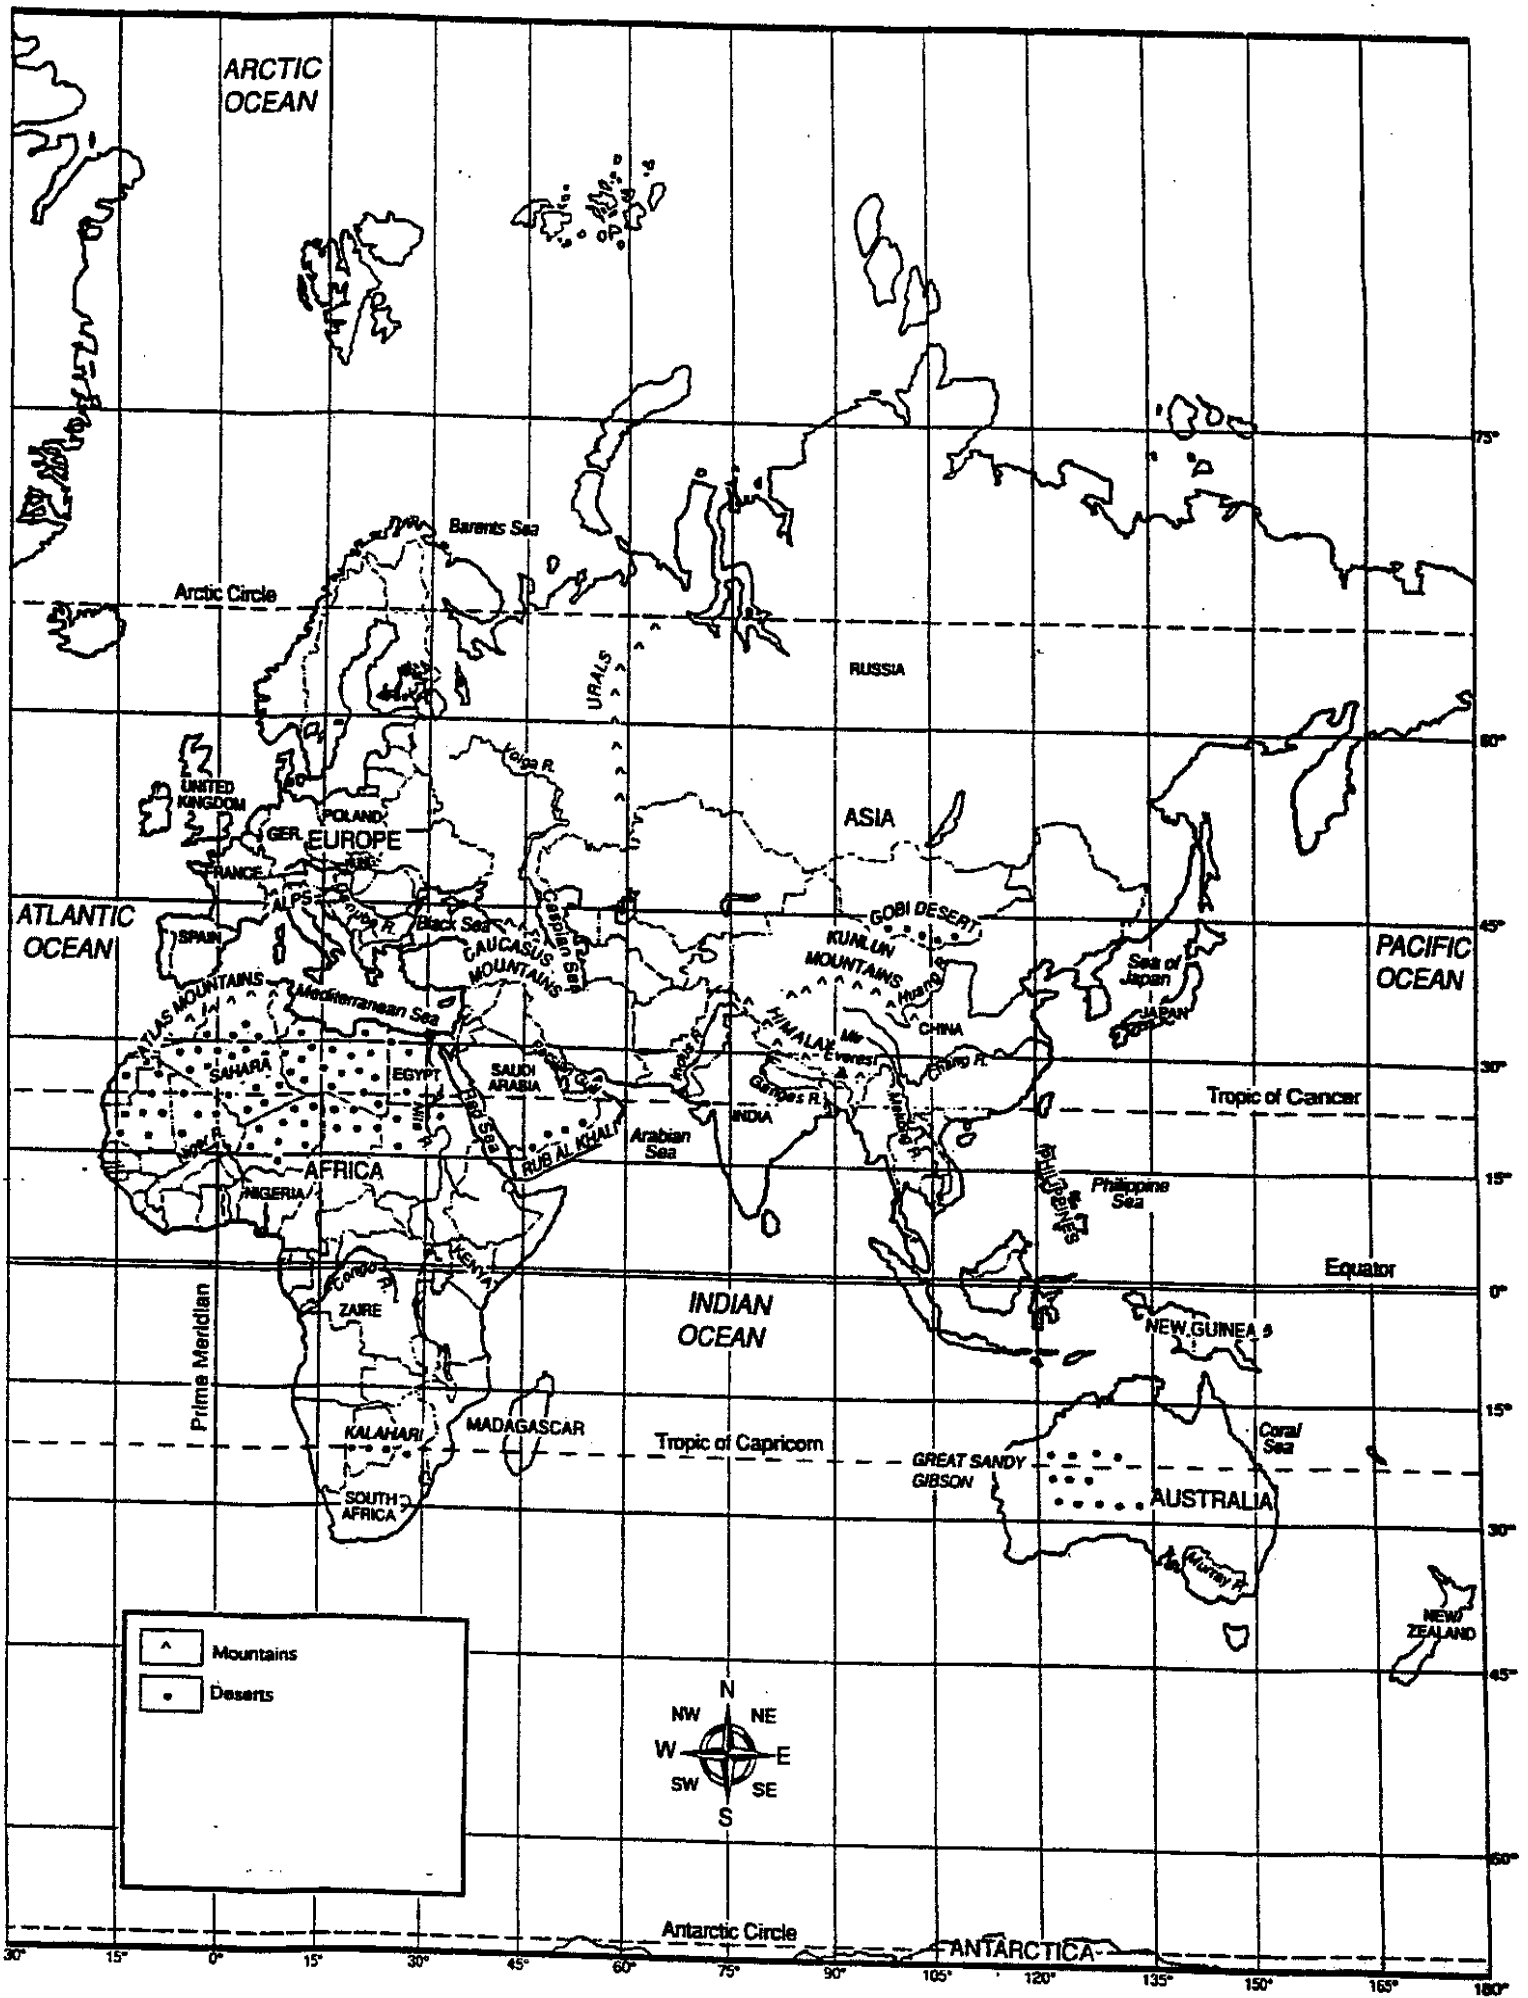 ARCTIC
OCEAN
75°
Barents Sea
Arctic Circle
URALS
RUSSIA
60°
Volga R.
UNITED
KINGDOM
POLAND
ASIA
GER.
EUROPE
HUNG.
FRANCE
ALPS
Danube R.
Black Sea
Caspian Sea
GOBI DESERT
ATLANTIC
OCEAN
SPAIN
CAUCASUS
MOUNTAINS
KUNLUN
MOUNTAINS
45°
PACIFIC
OCEAN
Sea of
Japan
JAPAN
ATLAS MOUNTAINS
Mediterranean Sea
Huang R.
CHINA
HIMALAY
Mt.
Everest
Indus R.
Chang R.
30°
SAHARA
EGYPT
SAUDI
ARABIA
Ganges R.
Tropic of Cancer
Nile
Red Sea
INDIA
Mekong R.
Niger R.
RUB AL KHALI
Arabian
Sea
AFRICA
PHILIPPINES
Philippine
Sea
15°
NIGERIA
KENYA
Congo R.
Equator
0°
ZAIRE
INDIAN
OCEAN
NEW GUINEA
Prime Meridian
15°
KALAHARI
MADAGASCAR
Tropic of Capricorn
Coral
Sea
GREAT SANDY
GIBSON
AUSTRALIA
SOUTH
AFRICA
30°
Murray R.
NEW
ZEALAND
45°
Mountains
Deserts
N
NW
NE
W
E
SW
SE
S
60°
Antarctic Circle
ANTARCTICA
30°
15°
0°
15°
30°
45°
60°
75°
90°
105°
120°
135°
150°
165°
180°